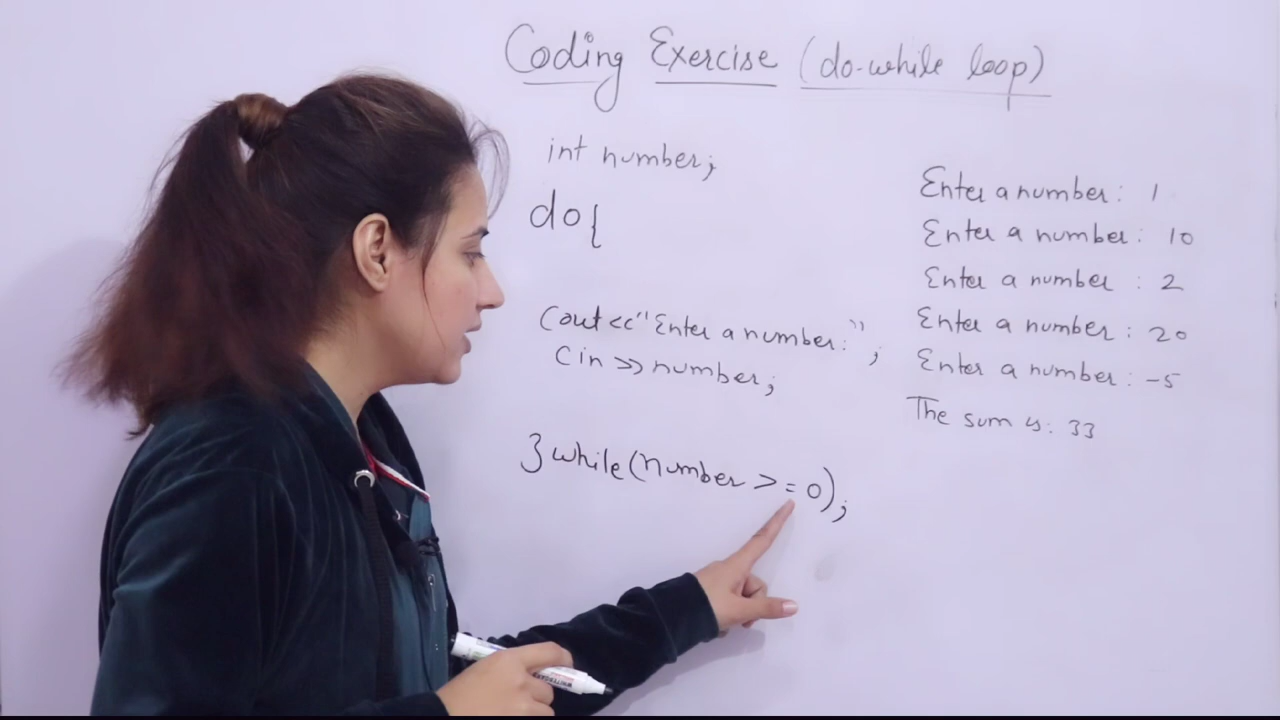 Coding Exercise (do-while loop)
int number;
do{
cout<<"Enter a number:";
cin>>number;
}while(number >=0);
Enter a number: 1
Enter a number: 10
Enter a number : 2
Enter a number: 20
Enter a number: -5
The sum is: 33